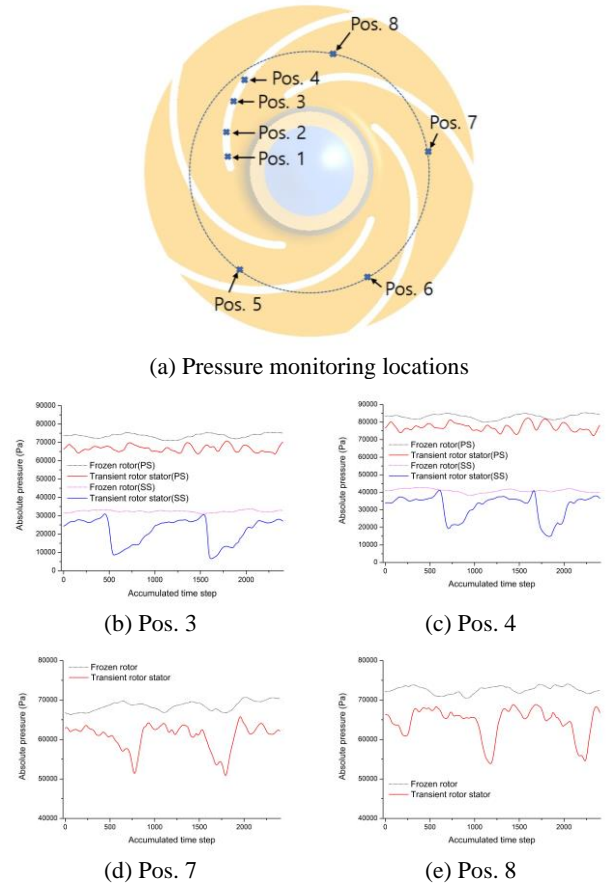 Pos. 8
Pos. 4
Pos. 3
Pos. 7
Pos. 2
Pos. 1
Pos. 5
Pos. 6
(a) Pressure monitoring locations
90000
80000
70000
60000
50000
40000
30000
20000
10000
0
Absolute pressure (Pa)
Frozen rotor(PS)
Transient rotor stator(PS)
Frozen rotor(SS)
Transient rotor stator(SS)
0 500 1000 1500 2000
Accumulated time step
(b) Pos. 3
90000
80000
70000
60000
50000
40000
30000
20000
10000
0
Absolute pressure (Pa)
Frozen rotor(PS)
Transient rotor stator(PS)
Frozen rotor(SS)
Transient rotor stator(SS)
0 500 1000 1500 2000
Accumulated time step
(c) Pos. 4
80000
70000
60000
50000
40000
Absolute pressure (Pa)
Frozen rotor
Transient rotor stator
0 500 1000 1500 2000
Accumulated time step
(d) Pos. 7
80000
70000
60000
50000
40000
Absolute pressure (Pa)
Frozen rotor
Transient rotor stator
0 500 1000 1500 2000
Accumulated time step
(e) Pos. 8